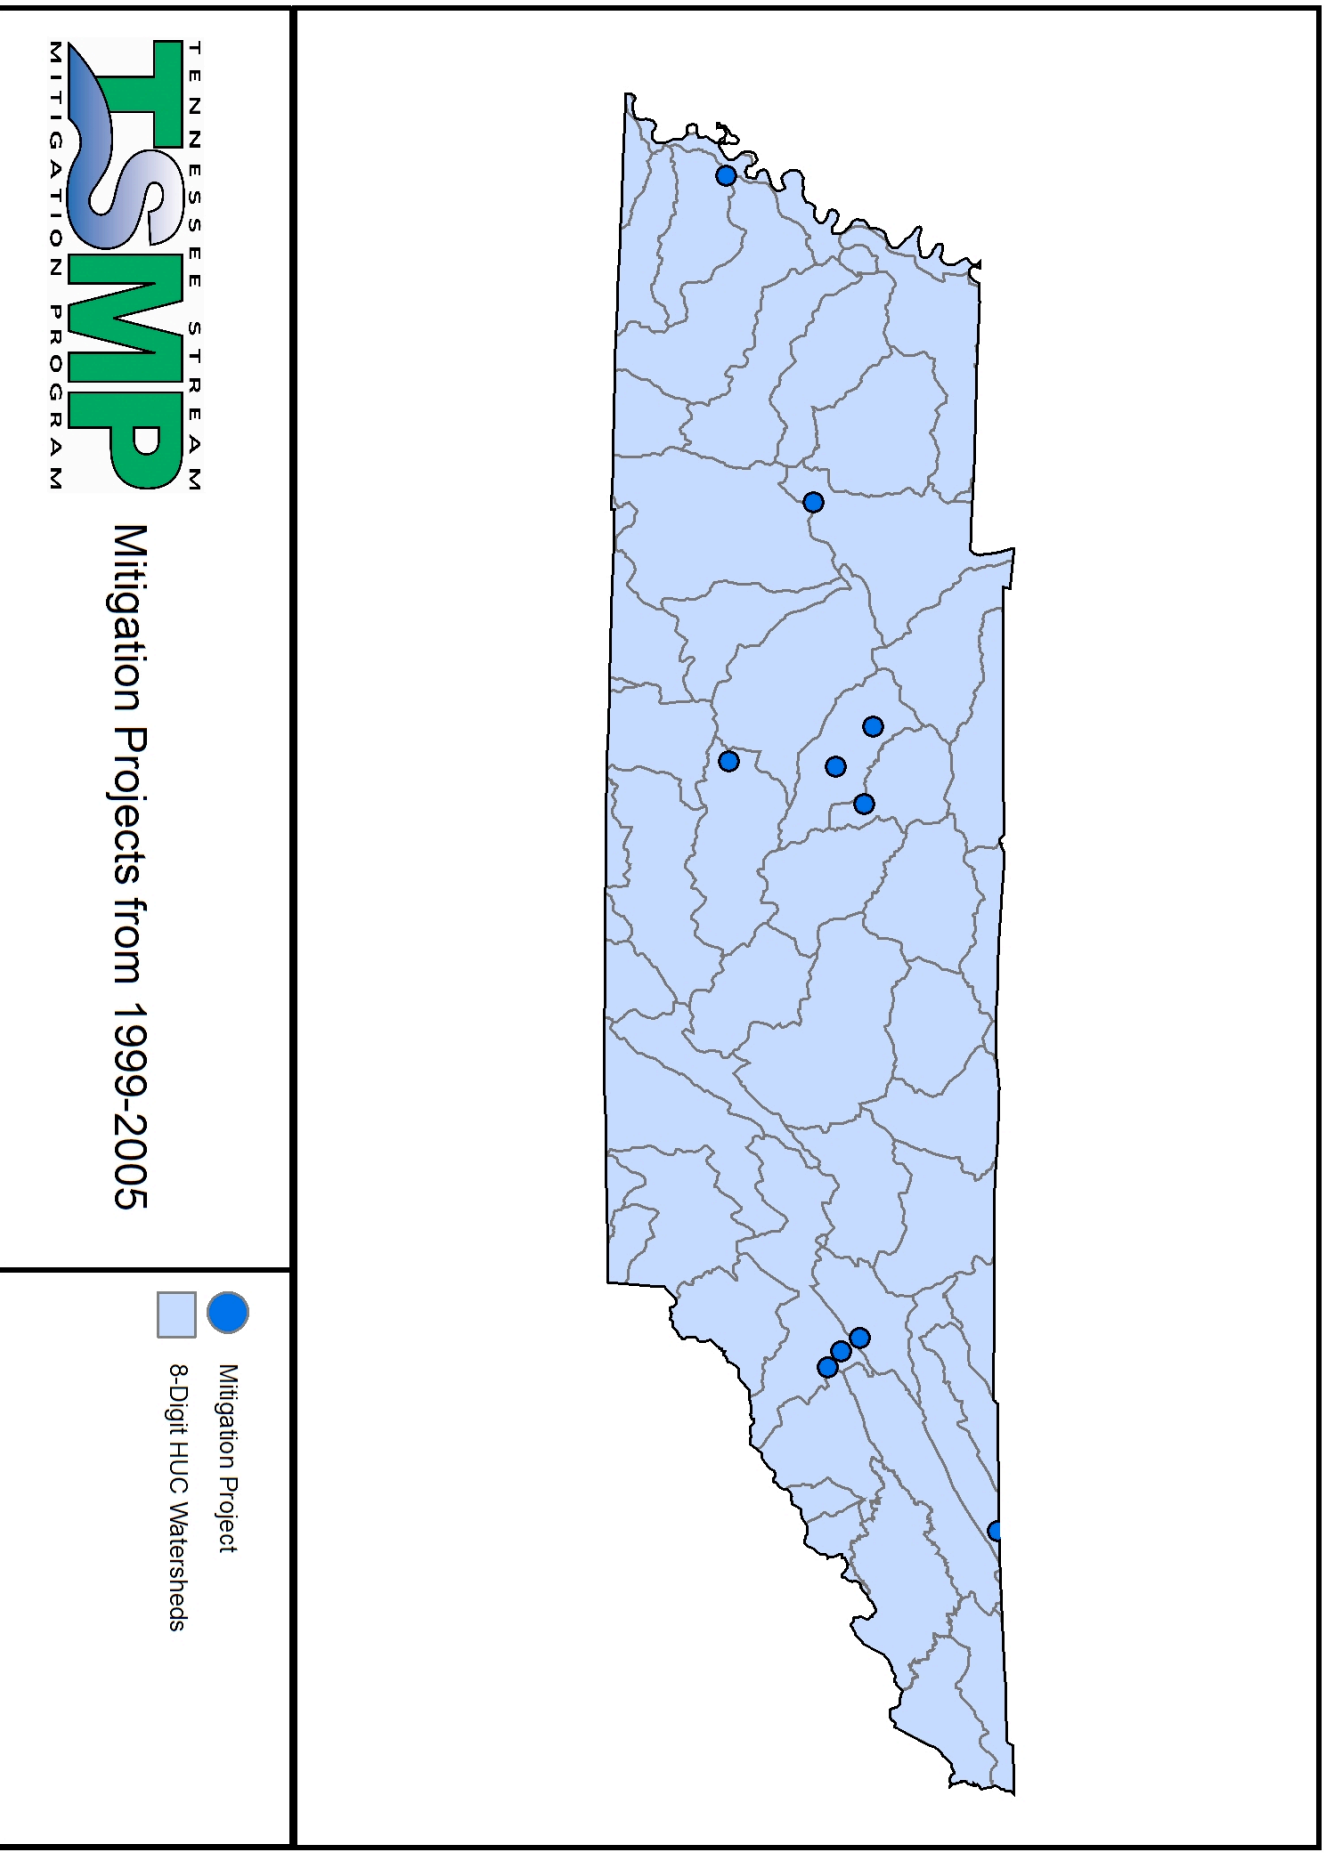 TENNESSEE STREAM
TSMP
MITIGATION PROGRAM
Mitigation Projects from 1999-2005
Mitigation Project
8-Digit HUC Watersheds